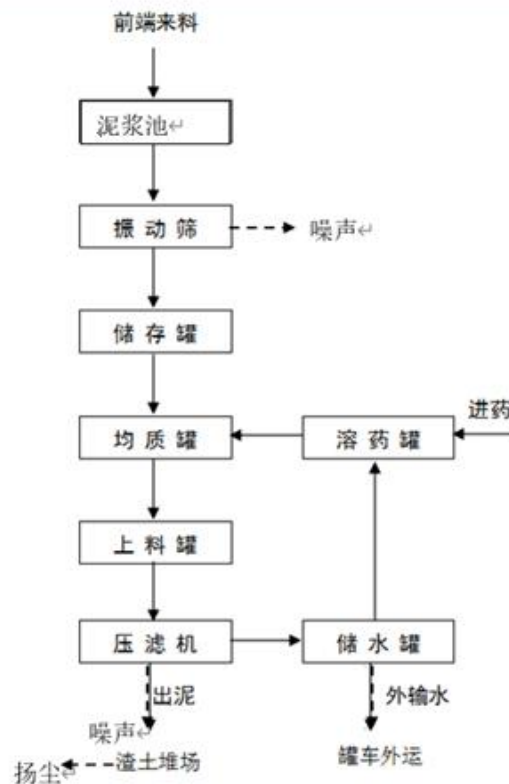 前端来料
泥浆池
振动筛
噪声
储存罐
进药
均质罐
溶药罐
上料罐
压滤机
储水罐
出泥
外输水
噪声
渣土堆场
罐车外运
扬尘